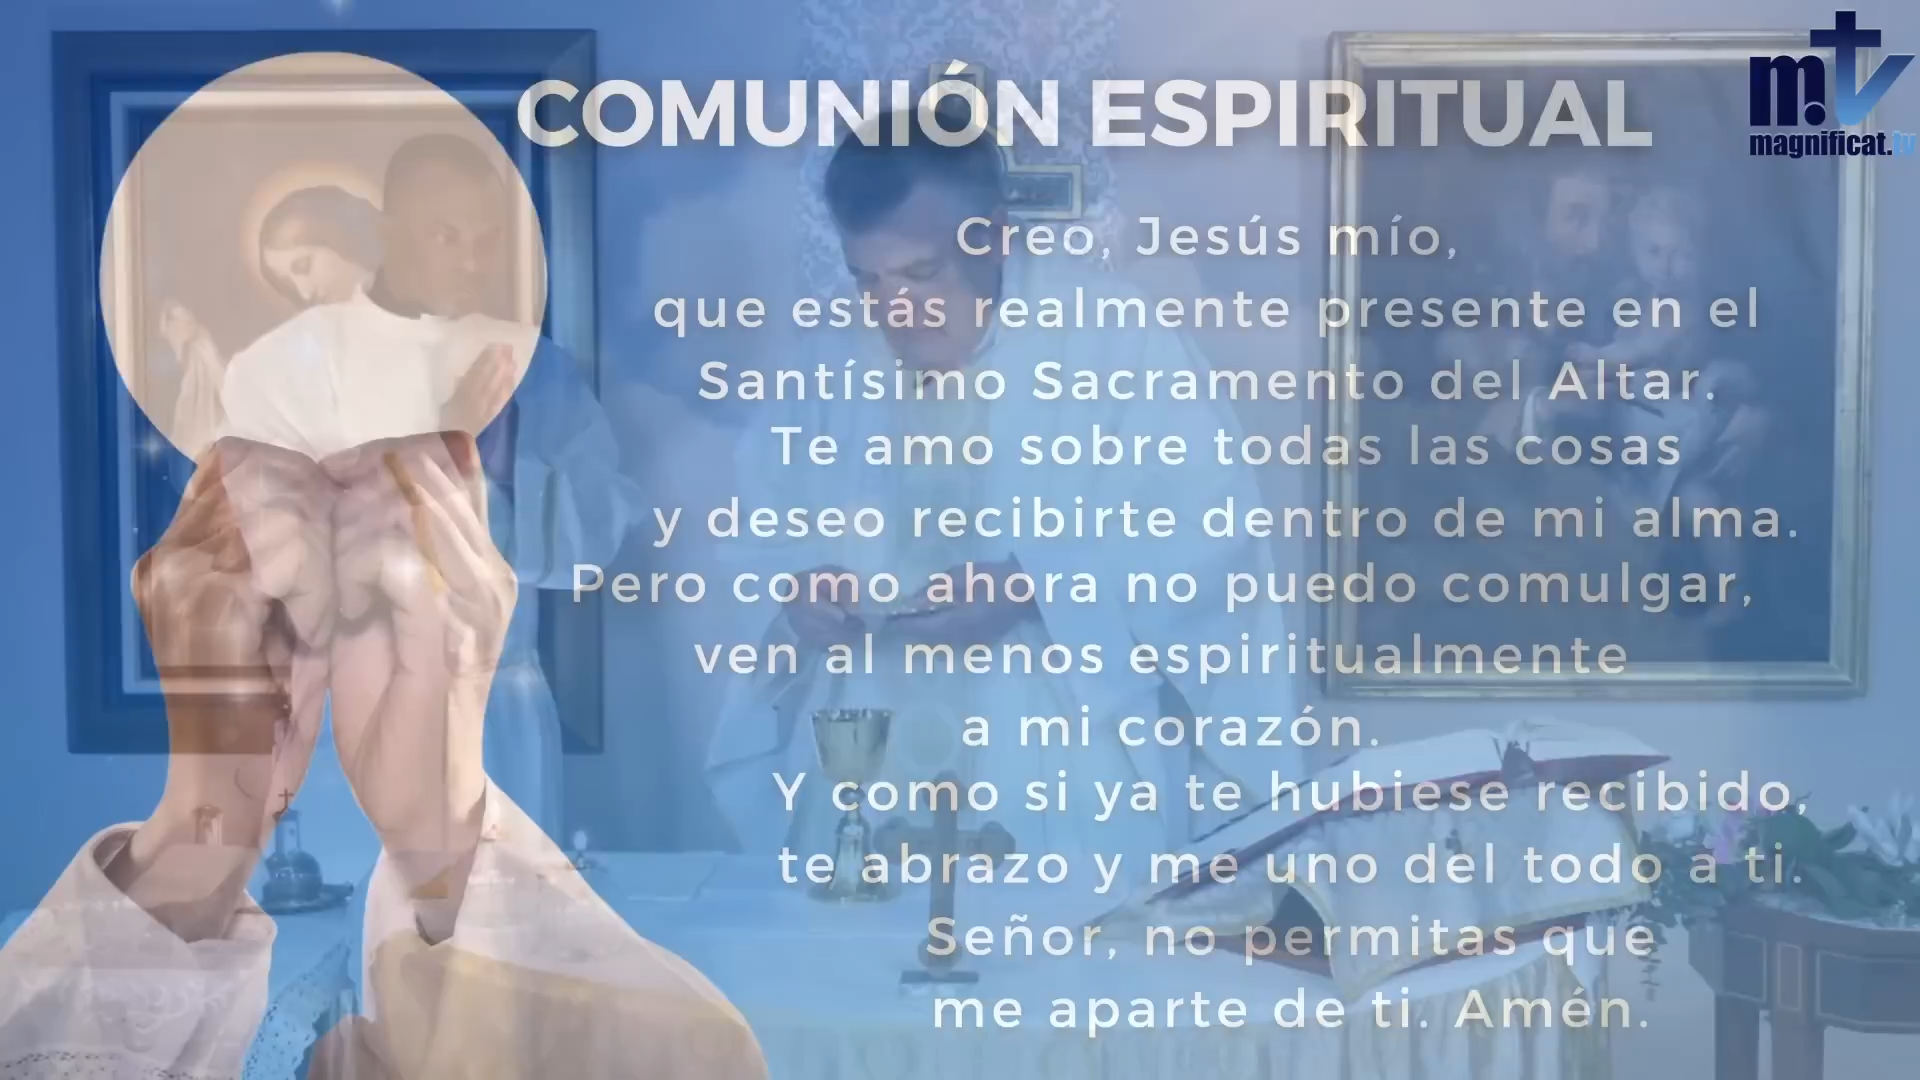 COMUNIÓN ESPIRITUAL
m.tv
magnificat.tv
Creo, Jesús mío,
que estás realmente presente en el
Santísimo Sacramento del Altar.
Te amo sobre todas las cosas
y deseo recibirte dentro de mi alma.
Pero como ahora no puedo comulgar,
ven al menos espiritualmente
a mi corazón.
Y como si ya te hubiese recibido,
te abrazo y me uno del todo a ti.
Señor, no permitas que
me aparte de ti. Amén.